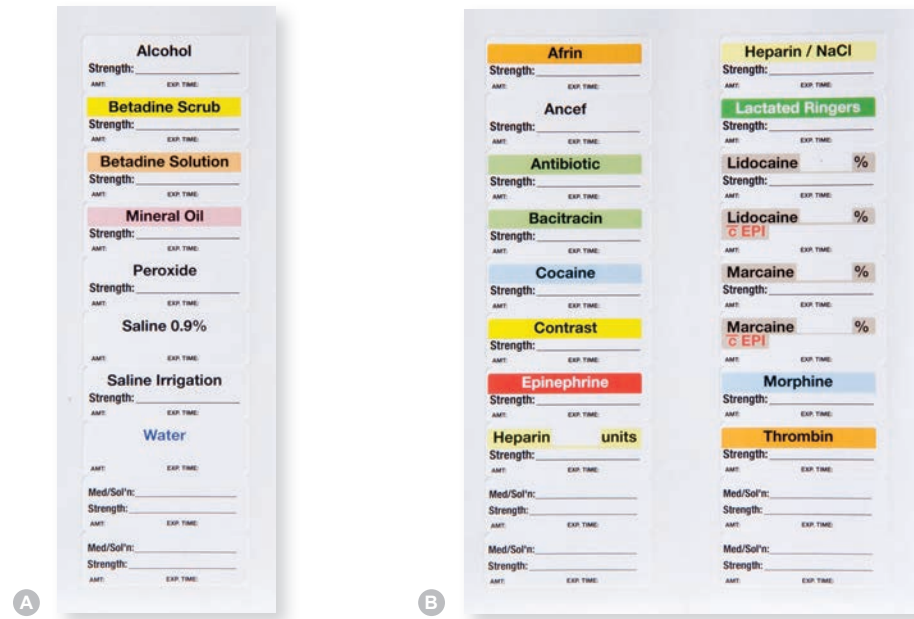 Alcohol
Strength:
AMT: EXP. TIME:
Betadine Scrub
Strength:
AMT: EXP. TIME:
Betadine Solution
Strength:
AMT: EXP. TIME:
Mineral Oil
Strength:
AMT: EXP. TIME:
Peroxide
Strength:
AMT: EXP. TIME:
Saline 0.9%
AMT: EXP. TIME:
Saline Irrigation
Strength:
AMT: EXP. TIME:
Water
AMT: EXP. TIME:
Med/Sol'n:
Strength:
AMT: EXP. TIME:
Med/Sol'n:
Strength:
AMT: EXP. TIME:
A
Afrin
Strength:
AMT: EXP. TIME:
Ancef
Strength:
AMT: EXP. TIME:
Antibiotic
Strength:
AMT: EXP. TIME:
Bacitracin
Strength:
AMT: EXP. TIME:
Cocaine
Strength:
AMT: EXP. TIME:
Contrast
Strength:
AMT: EXP. TIME:
Epinephrine
Strength:
AMT: EXP. TIME:
Heparin units
Strength:
AMT: EXP. TIME:
Med/Sol'n:
Strength:
AMT: EXP. TIME:
Med/Sol'n:
Strength:
AMT: EXP. TIME:
Heparin / NaCl
Strength:
AMT: EXP. TIME:
Lactated Ringers
Strength:
AMT: EXP. TIME:
Lidocaine %
Strength:
AMT: EXP. TIME:
Lidocaine %
c̅ EPI
AMT: EXP. TIME:
Marcaine %
Strength:
AMT: EXP. TIME:
Marcaine %
c̅ EPI
AMT: EXP. TIME:
Morphine
Strength:
AMT: EXP. TIME:
Thrombin
Strength:
AMT: EXP. TIME:
Med/Sol'n:
Strength:
AMT: EXP. TIME:
Med/Sol'n:
Strength:
AMT: EXP. TIME:
B